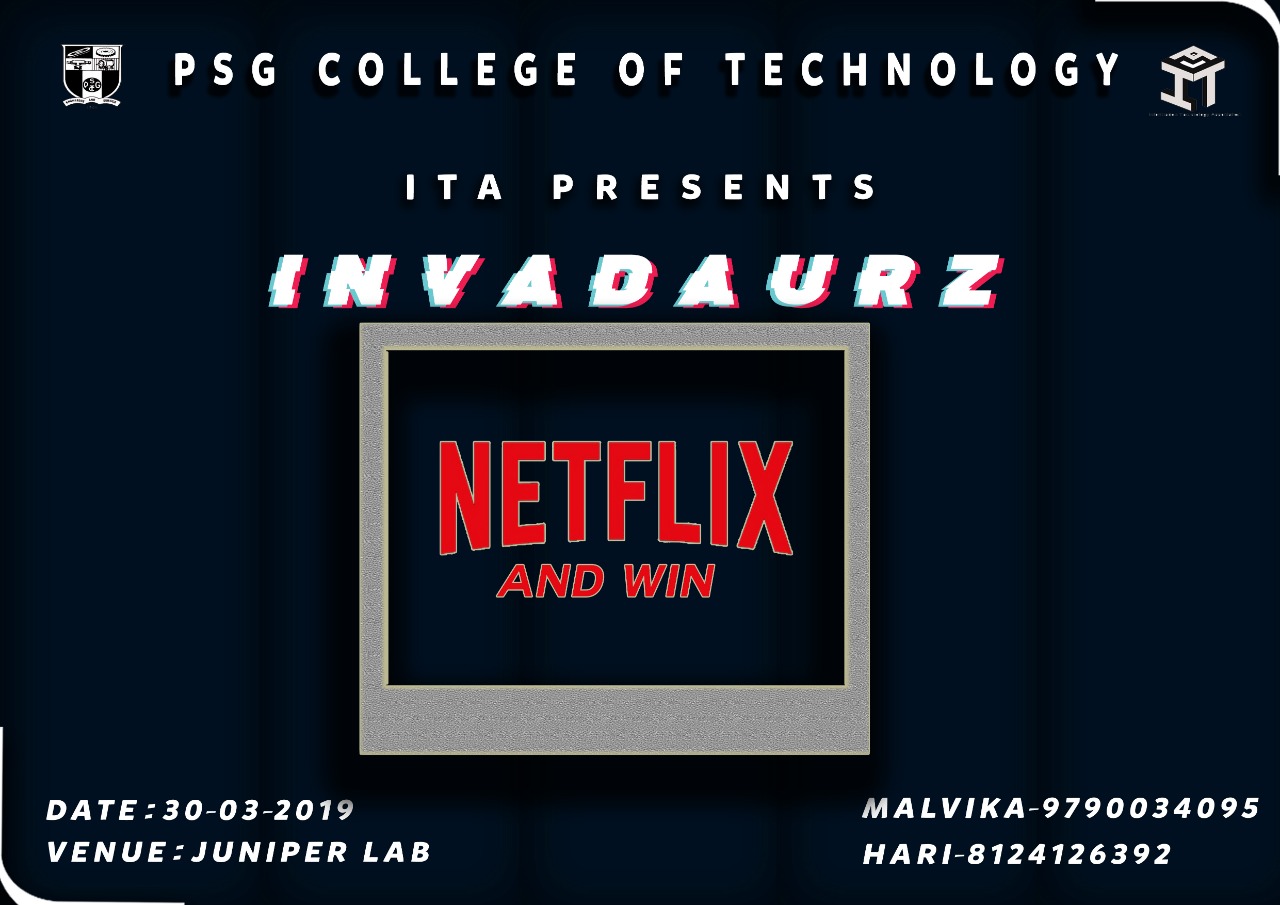 PSG COLLEGE OF TECHNOLOGY
ITA PRESENTS
INVADAURZ
NETFLIX
AND WIN
DATE:30-03-2019
VENUE:JUNIPER LAB
MALVIKA-9790034095
HARI-8124126392